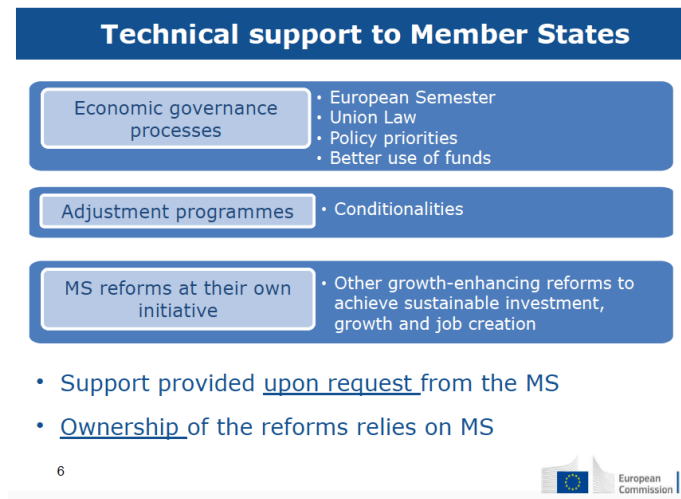 Technical support to Member States
Economic governance
processes
• European Semester
• Union Law
• Policy priorities
• Better use of funds
Adjustment programmes
• Conditionalities
MS reforms at their own
initiative
• Other growth-enhancing reforms to
achieve sustainable investment,
growth and job creation
• Support provided upon request from the MS
• Ownership of the reforms relies on MS
6
European
Commission